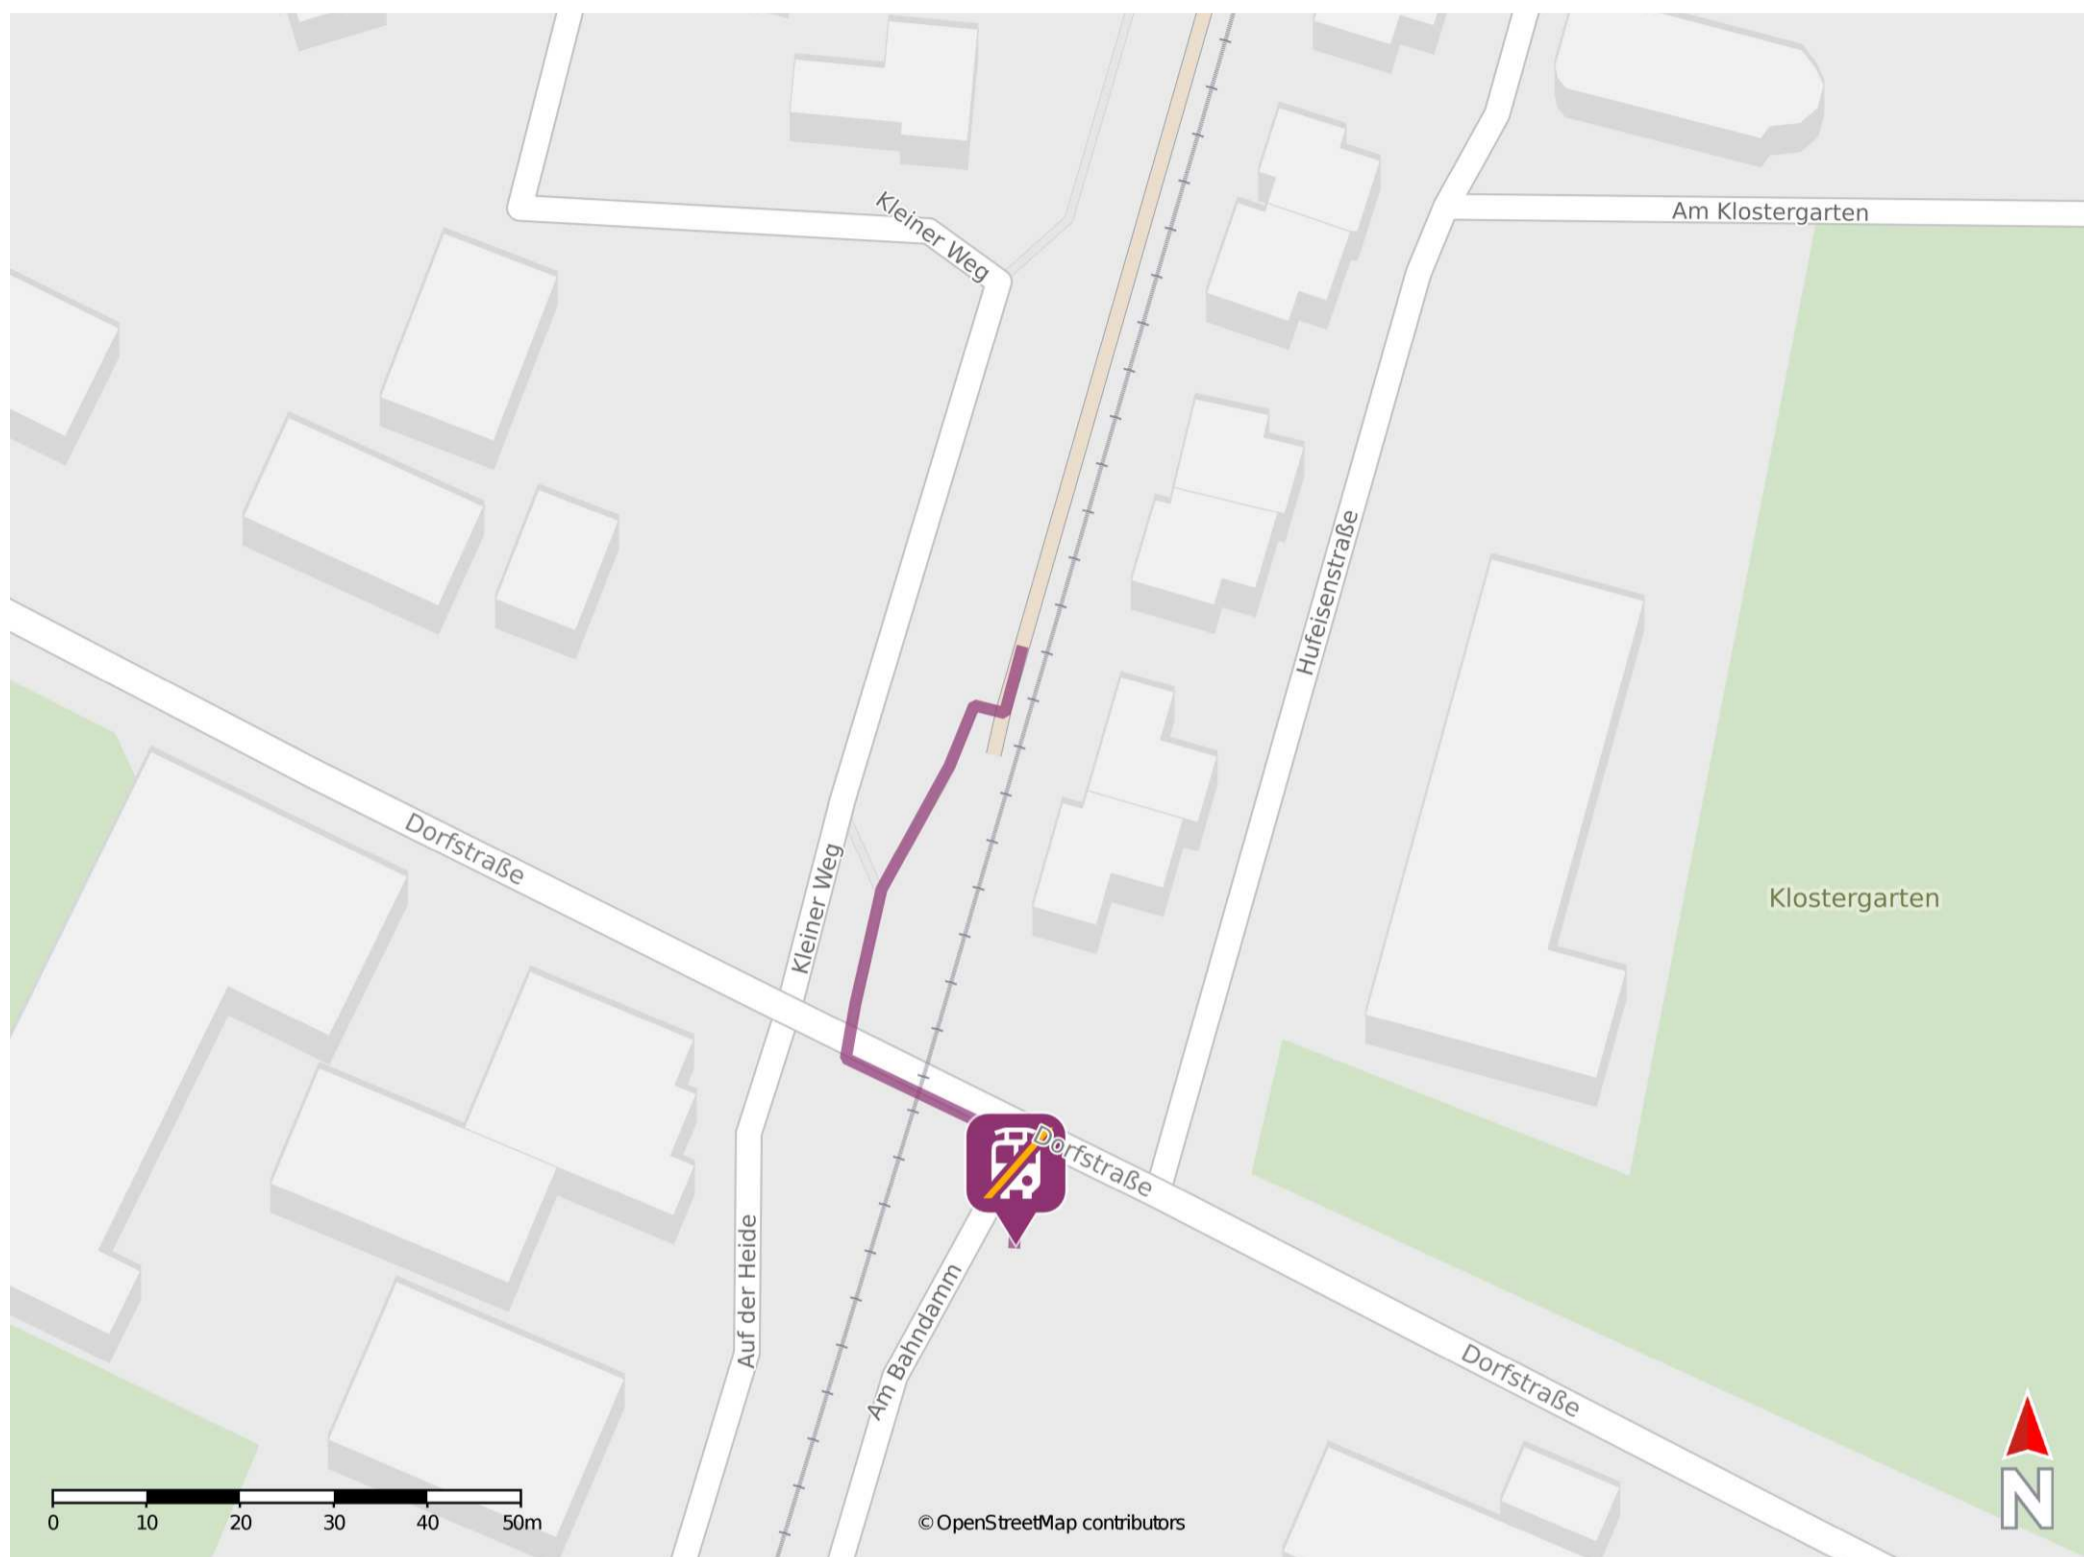 Kleiner Weg
Am Klostergarten
Hufeisenstraße
Dorfstraße
Kleiner Weg
Klostergarten
Dorfstraße
Auf der Heide
Am Bahndamm
Dorfstraße
N
0 10 20 30 40 50m
© OpenStreetMap contributors